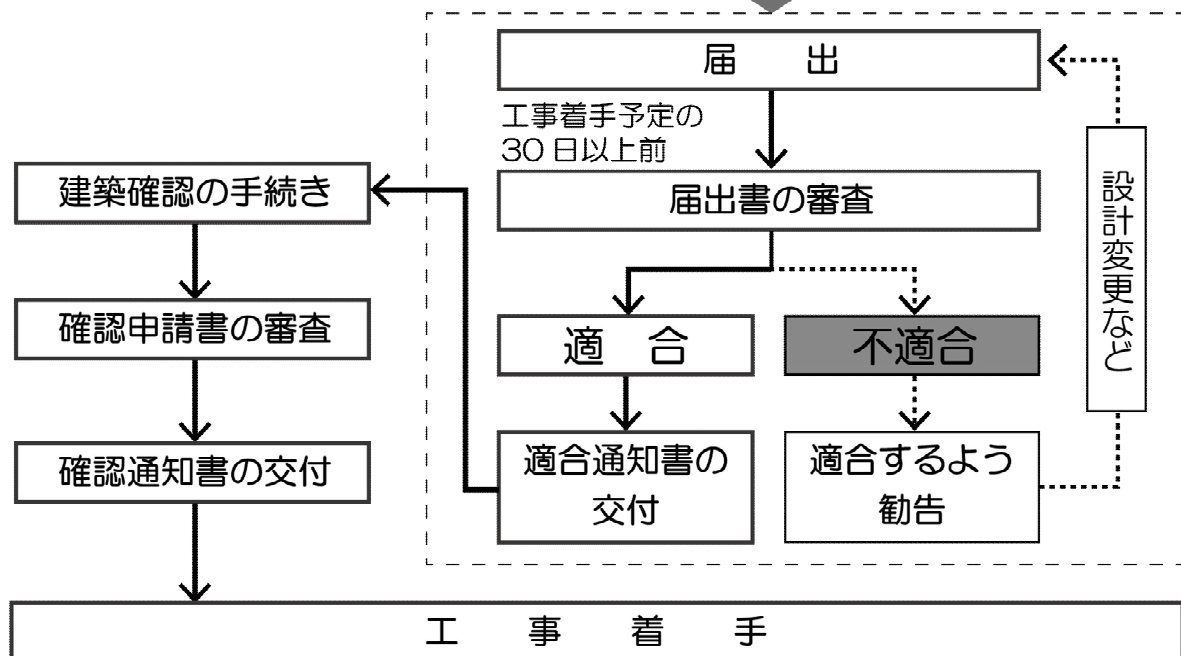 届　出
工事着手予定の
30日以上前
届出書の審査
適　合
不適合
適合通知書の
交付
適合するよう
勧告
設計変更など
建築確認の手続き
確認申請書の審査
確認通知書の交付
工　事　着　手